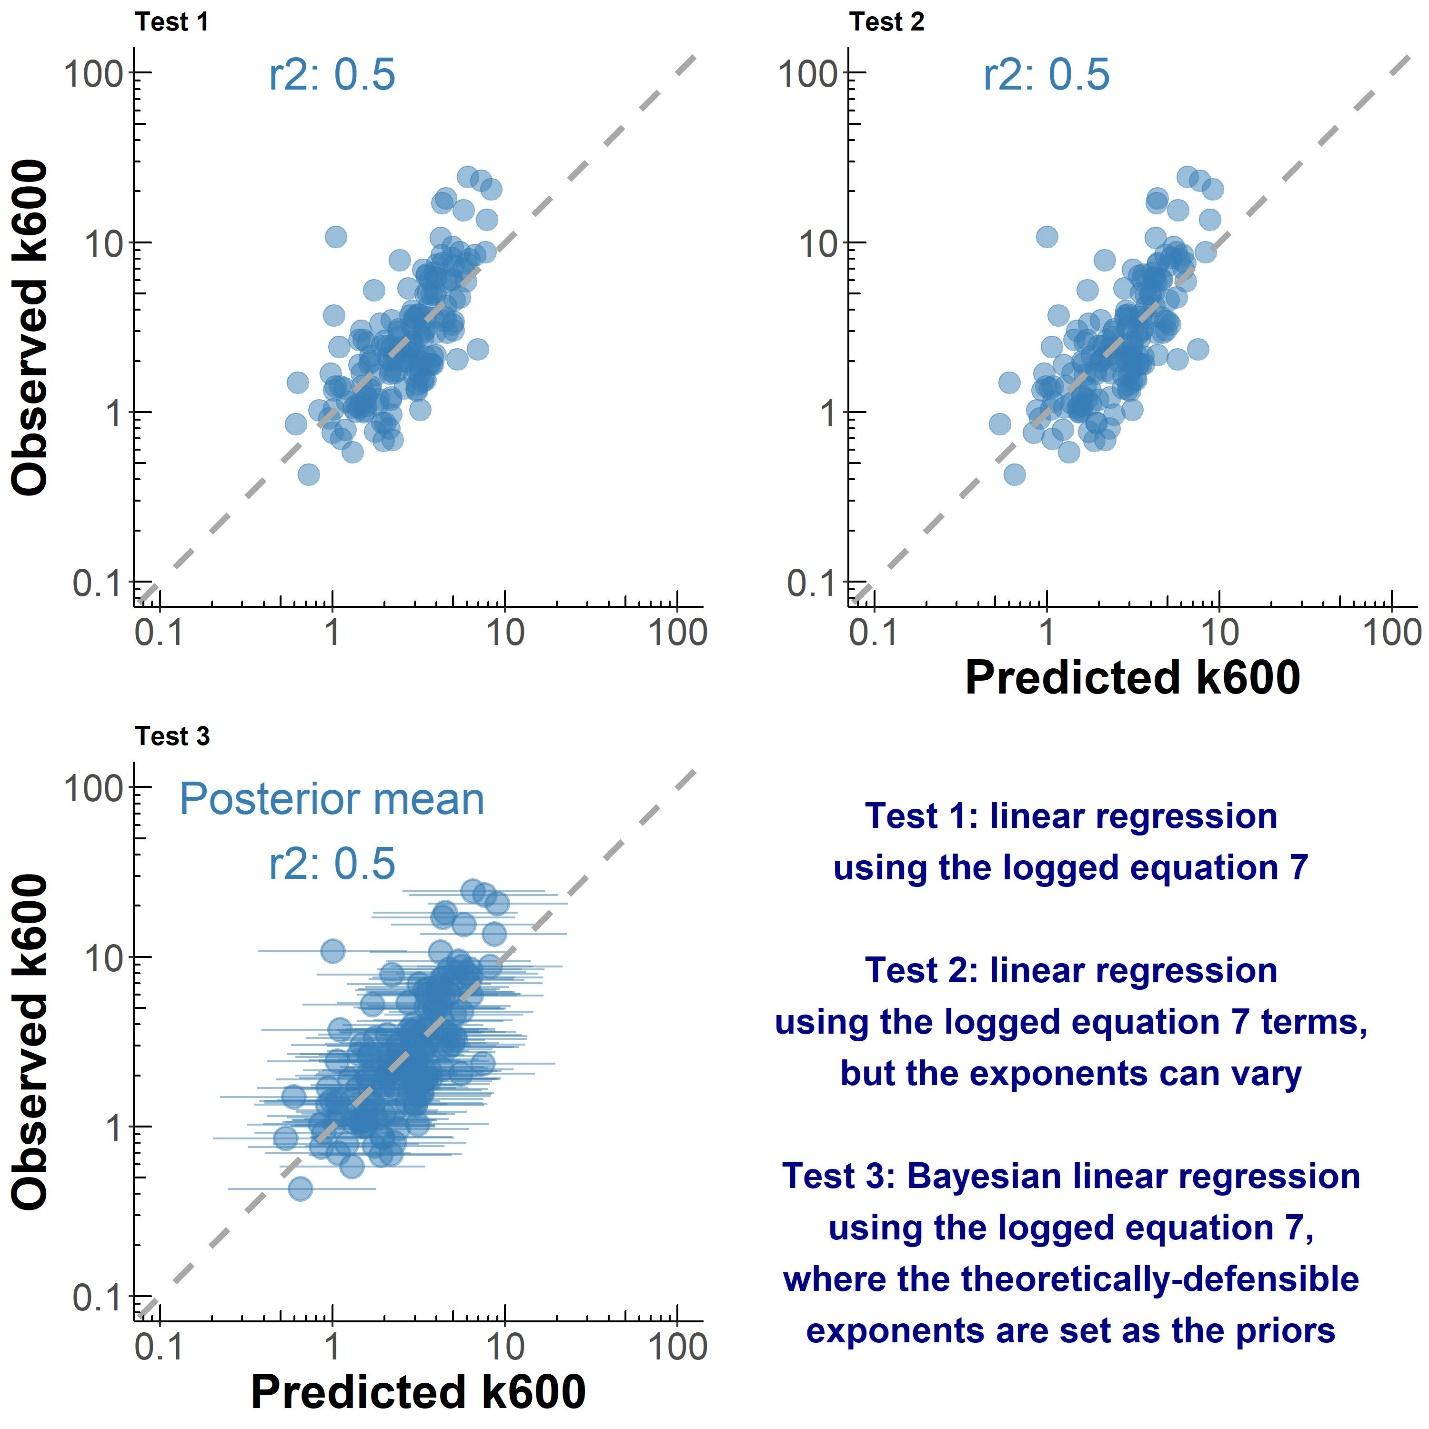 Test 1
r2: 0.5
100
10
1
0.1
0.1 1 10 100
Observed k600
Test 2
r2: 0.5
100
10
1
0.1
0.1 1 10 100
Predicted k600
Test 3
Posterior mean
r2: 0.5
100
10
1
0.1
0.1 1 10 100
Observed k600
Predicted k600
Test 1: linear regression
using the logged equation 7
Test 2: linear regression
using the logged equation 7 terms,
but the exponents can vary
Test 3: Bayesian linear regression
using the logged equation 7,
where the theoretically-defensible
exponents are set as the priors